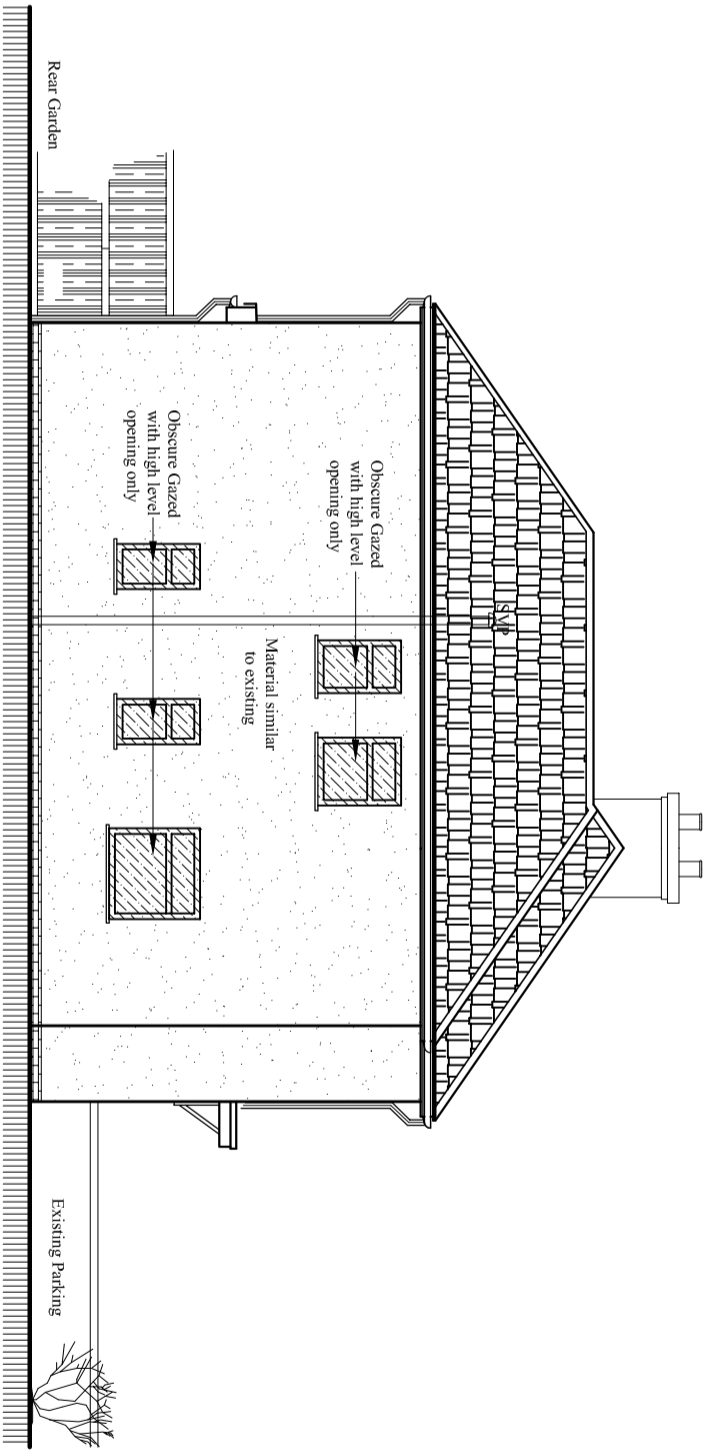 SVP
Obscure Gazed
with high level
opening only
Material similar
to existing
Obscure Gazed
with high level
opening only
Rear Garden
Existing Parking